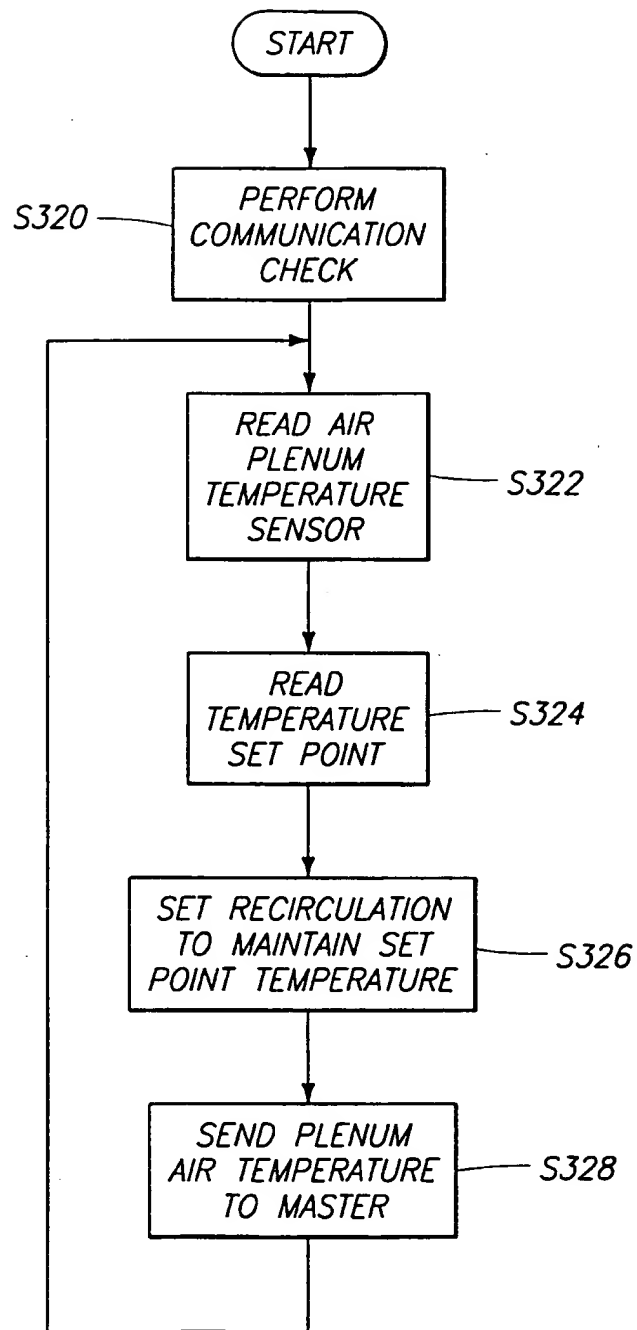 START
S320
PERFORM
COMMUNICATION
CHECK
READ AIR
PLENUM
TEMPERATURE
SENSOR
S322
READ
TEMPERATURE
SET POINT
S324
SET RECIRCULATION
TO MAINTAIN SET
POINT TEMPERATURE
S326
SEND PLENUM
AIR TEMPERATURE
TO MASTER
S328